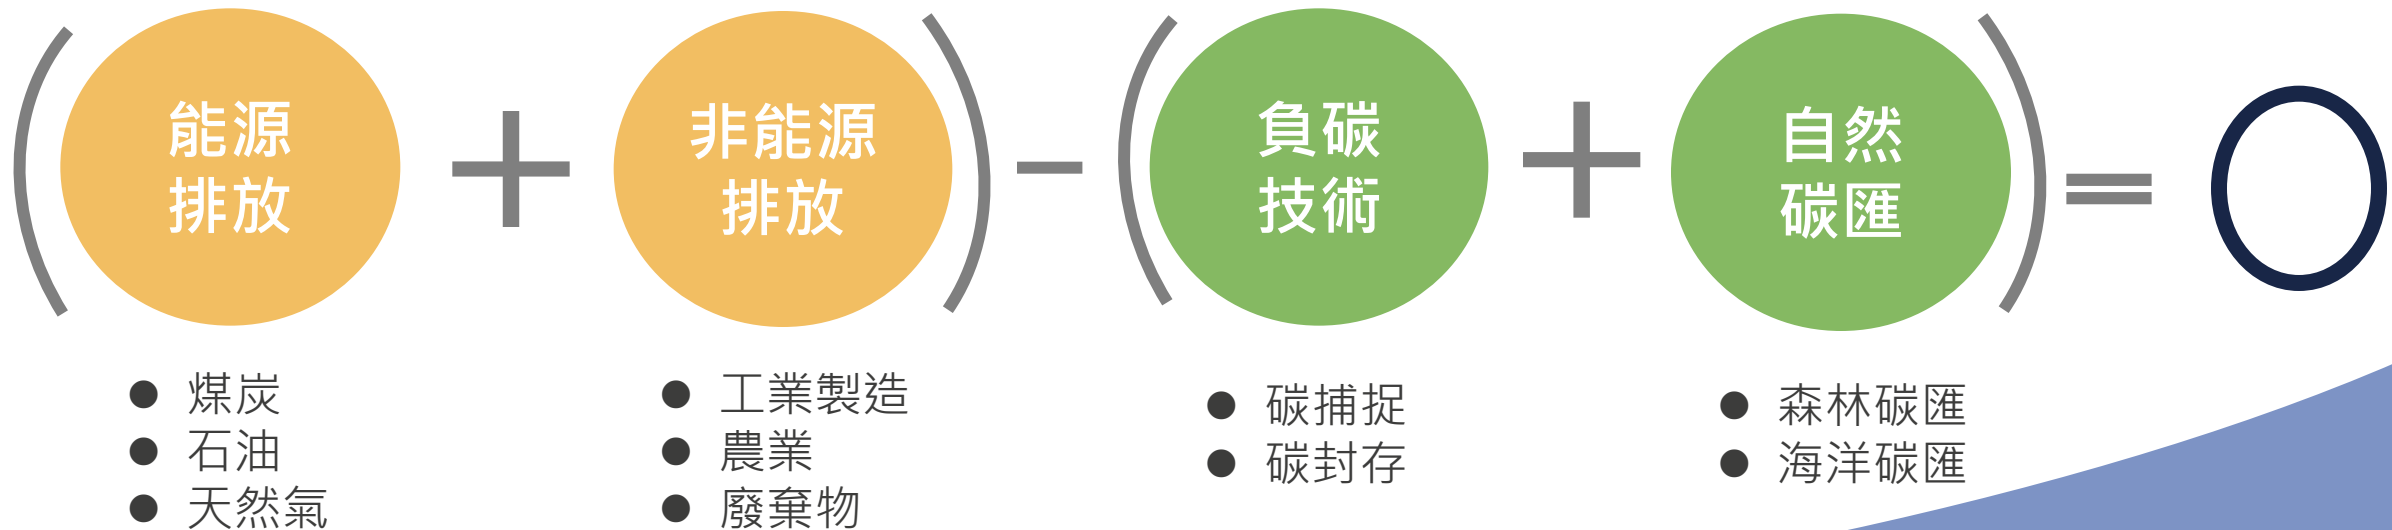 (能源排放 + 非能源排放) − (負碳技術 + 自然碳匯) = 0
● 煤炭
● 石油
● 天然氣
● 工業製造
● 農業
● 廢棄物
● 碳捕捉
● 碳封存
● 森林碳匯
● 海洋碳匯